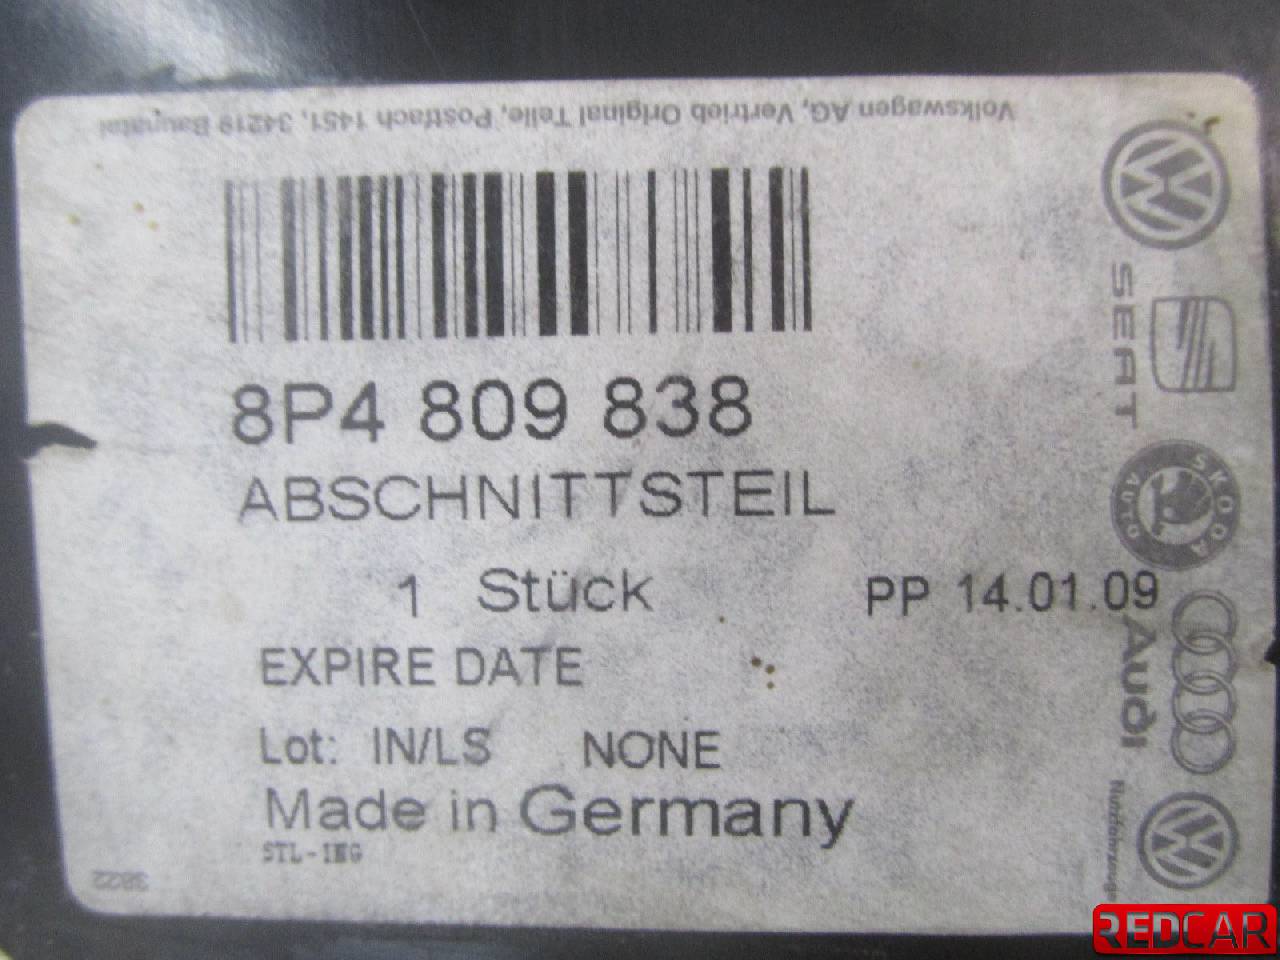 Volkswagen AG, Vertrieb Original Teile, Postfach 1451, 34219 Baunatal
8P4 809 838
ABSCHNITTSTEIL
1 Stück PP 14.01.09
EXPIRE DATE
Lot: IN/LS NONE
Made in Germany
STL-ING
3822
SEAT
SKODA
AUTO
Audi
Nutzfahrzeuge
REDCAR